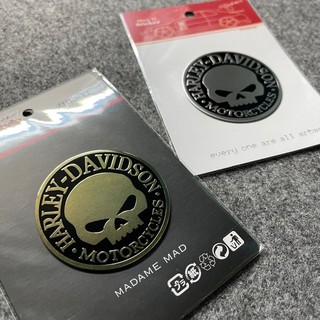 HARLEY-DAVIDSON
MOTORCYCLES
every one are all
HARLEY-DAVIDSON
MOTORCYCLES
MADAME MAD